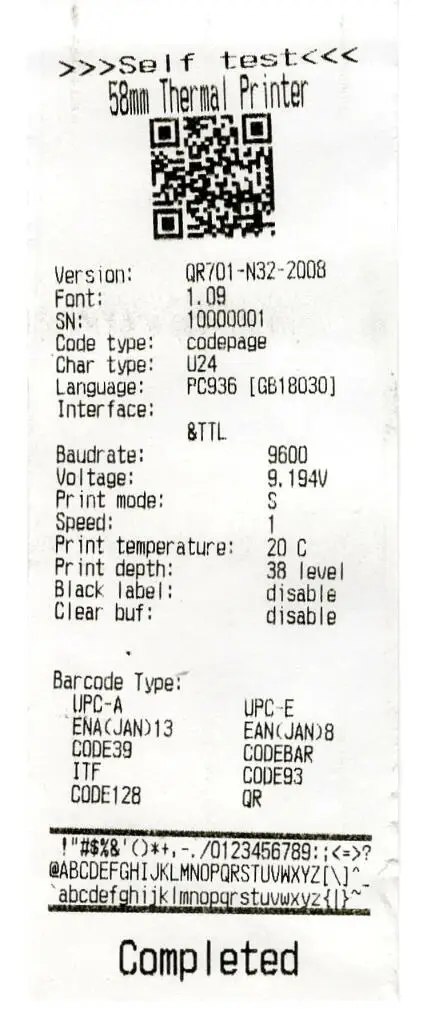 >>>Self test<<<
58mm Thermal Printer
Version: QR701-N32-2008
Font: 1.09
SN: 10000001
Code type: codepage
Char type: U24
Language: PC936 [GB18030]
Interface:
&TTL
Baudrate: 9600
Voltage: 9.194V
Print mode: S
Speed: 1
Print temperature: 20 C
Print depth: 38 level
Black label: disable
Clear buf: disable
Barcode Type:
UPC-A UPC-E
ENA(JAN)13 EAN(JAN)8
CODE39 CODEBAR
ITF CODE93
CODE128 QR
!"#$%&'()*+,-./0123456789:;<=>?
@ABCDEFGHIJKLMNOPQRSTUVWXYZ[\]^_
`abcdefghijklmnopqrstuvwxyz{|}~
Completed